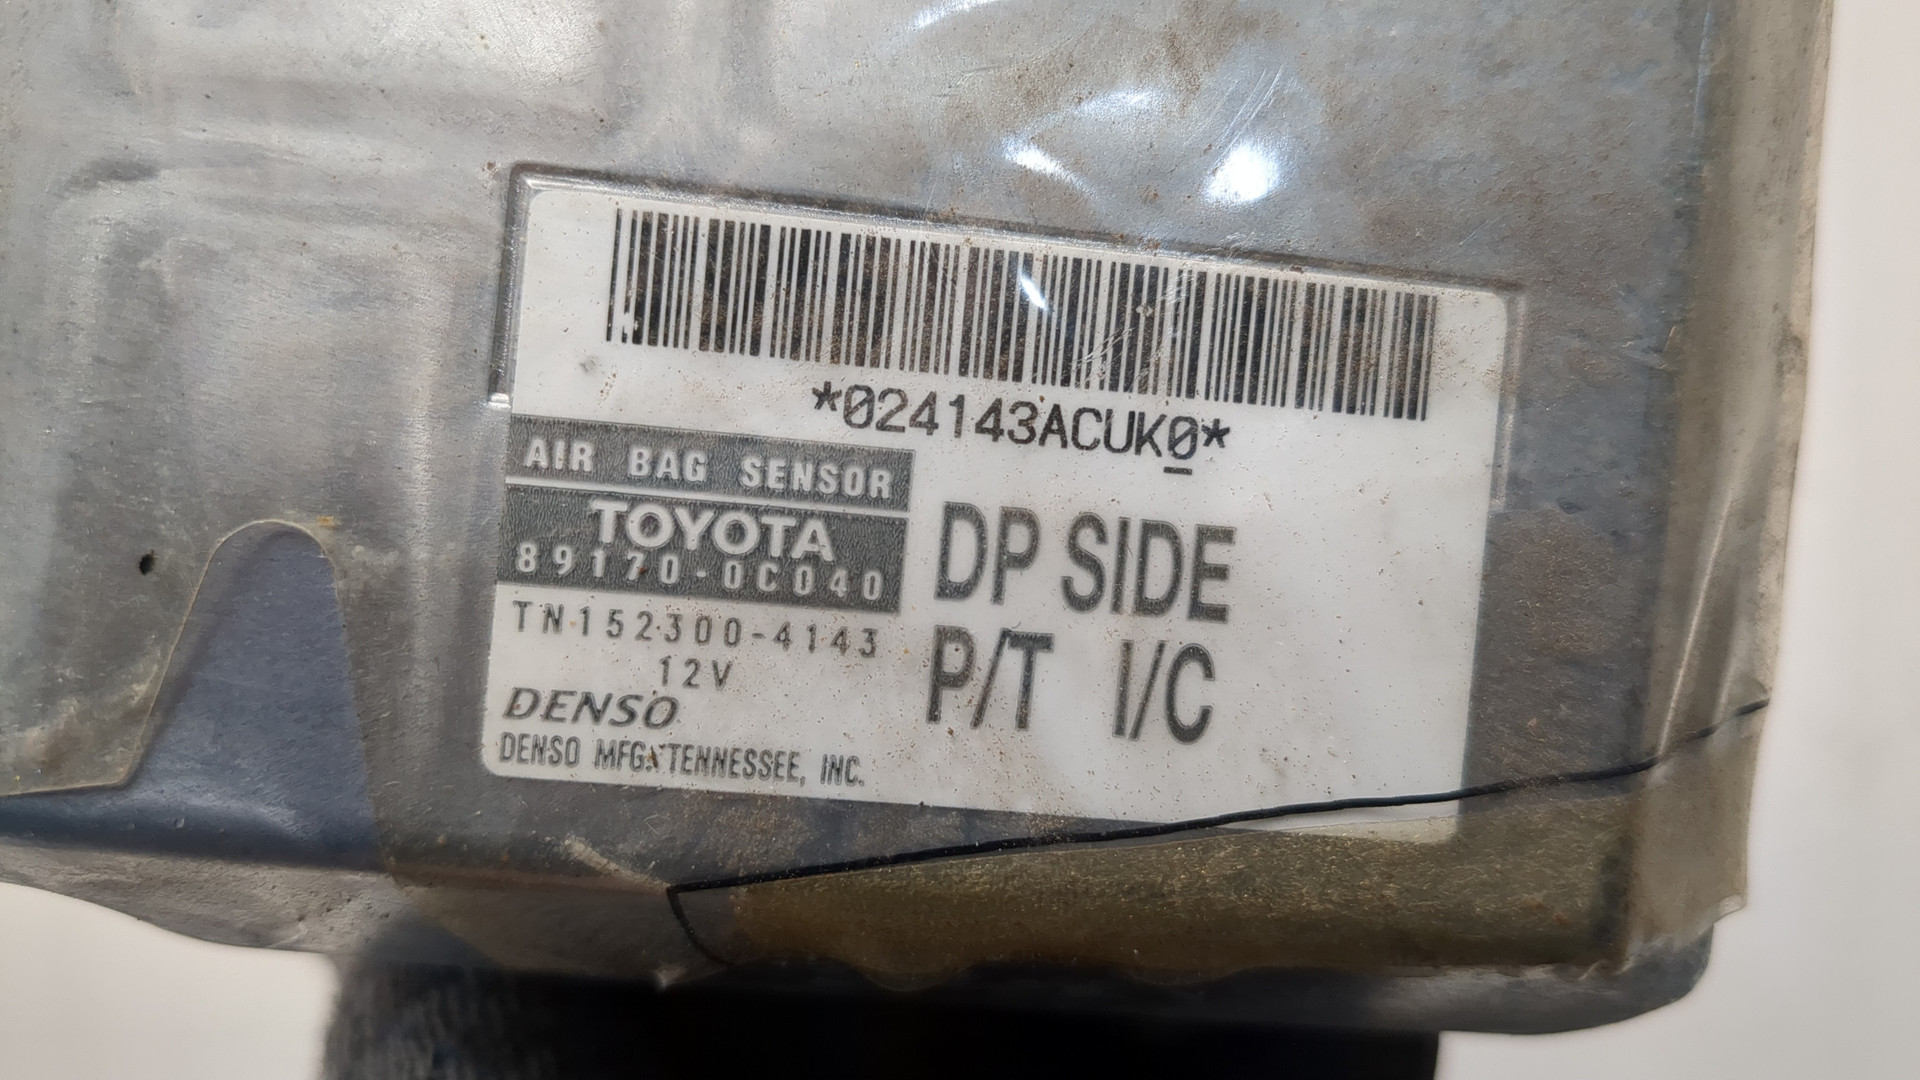 *024143ACUK0*
AIR BAG SENSOR
TOYOTA
89170-0C040
TN152300-4143
12V
DENSO
DENSO MFG. TENNESSEE, INC.
DP SIDE
P/T I/C